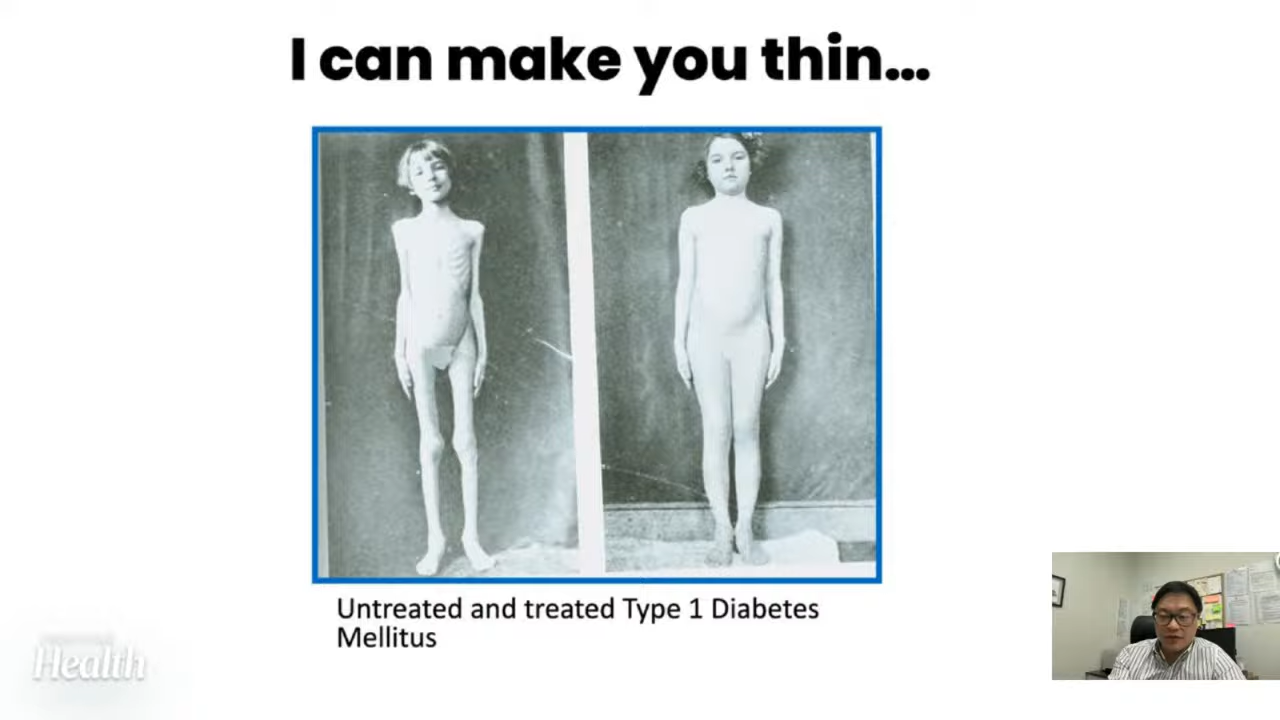 I can make you thin...
Untreated and treated Type 1 Diabetes
Mellitus
Health